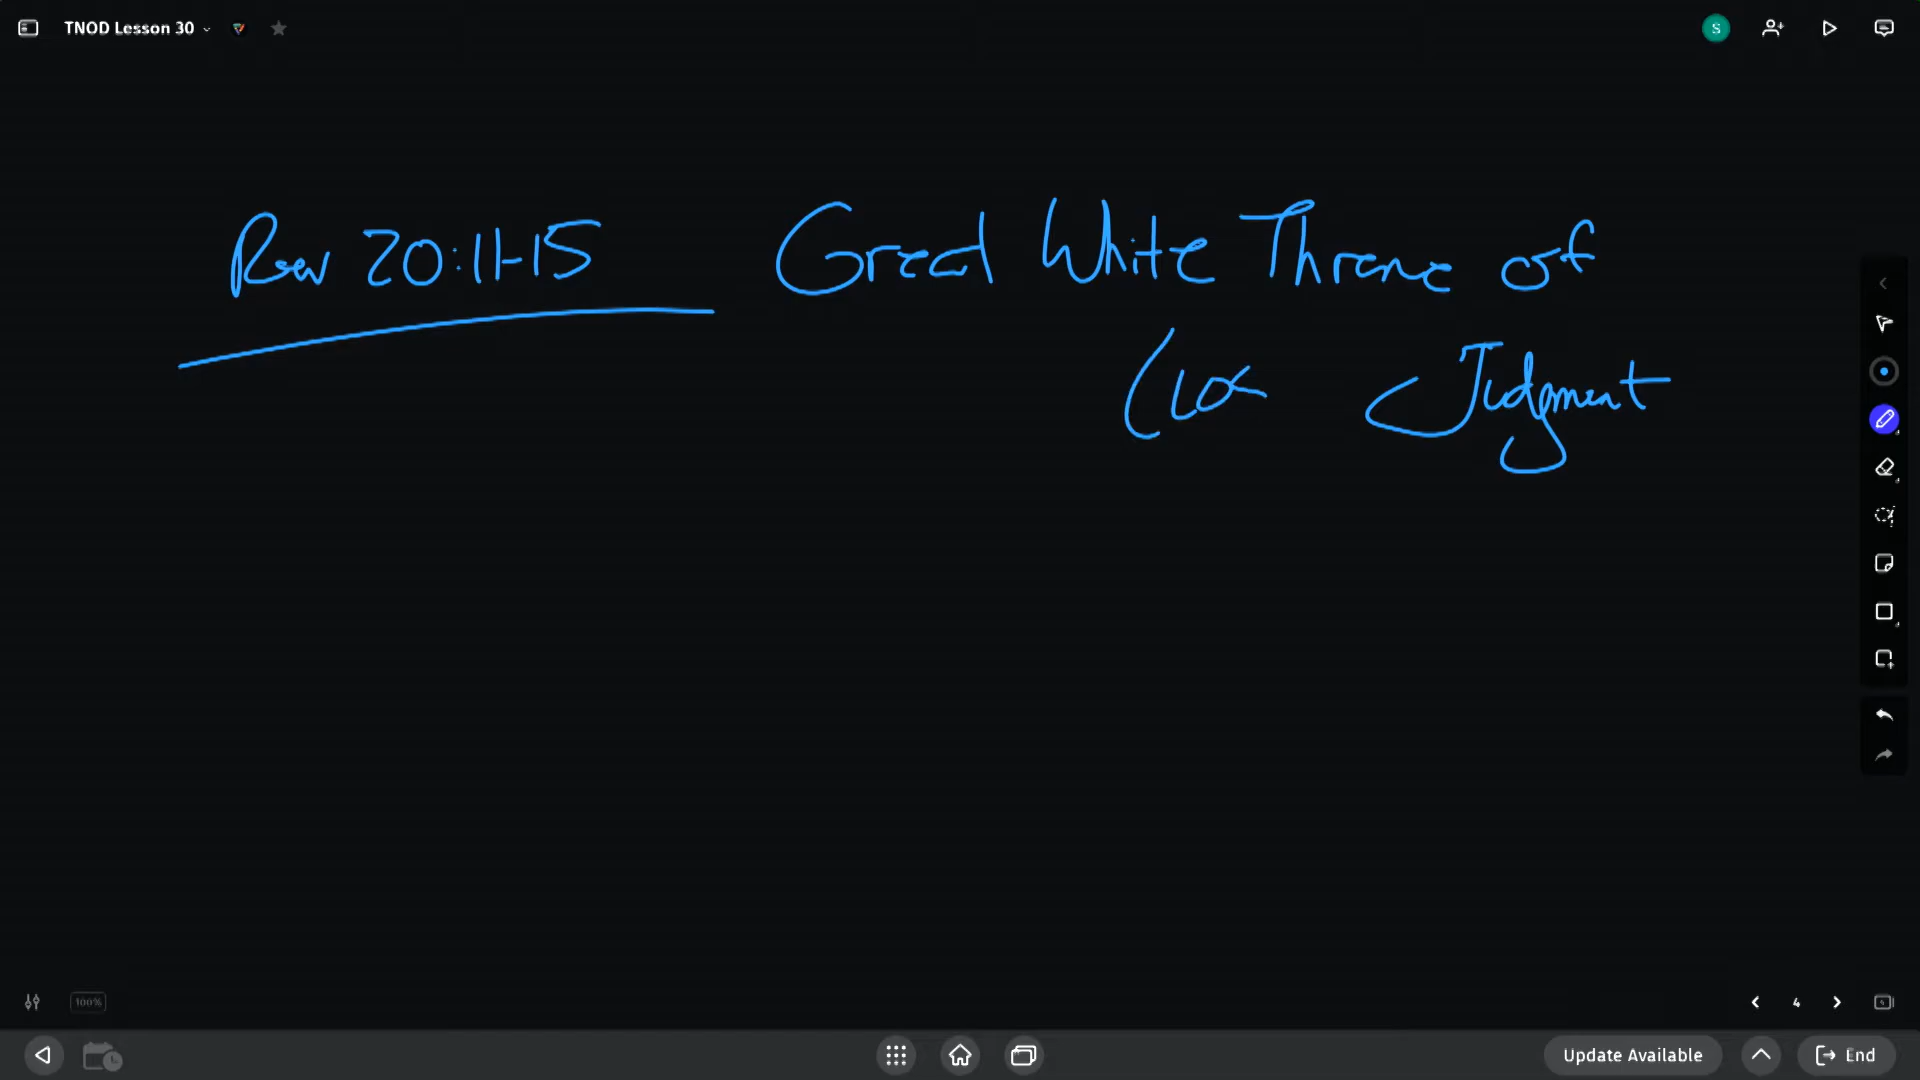 TNOD Lesson 30
S
Rev 20:11-15 Great White Throne of
Judgment
100%
4
Update Available
End